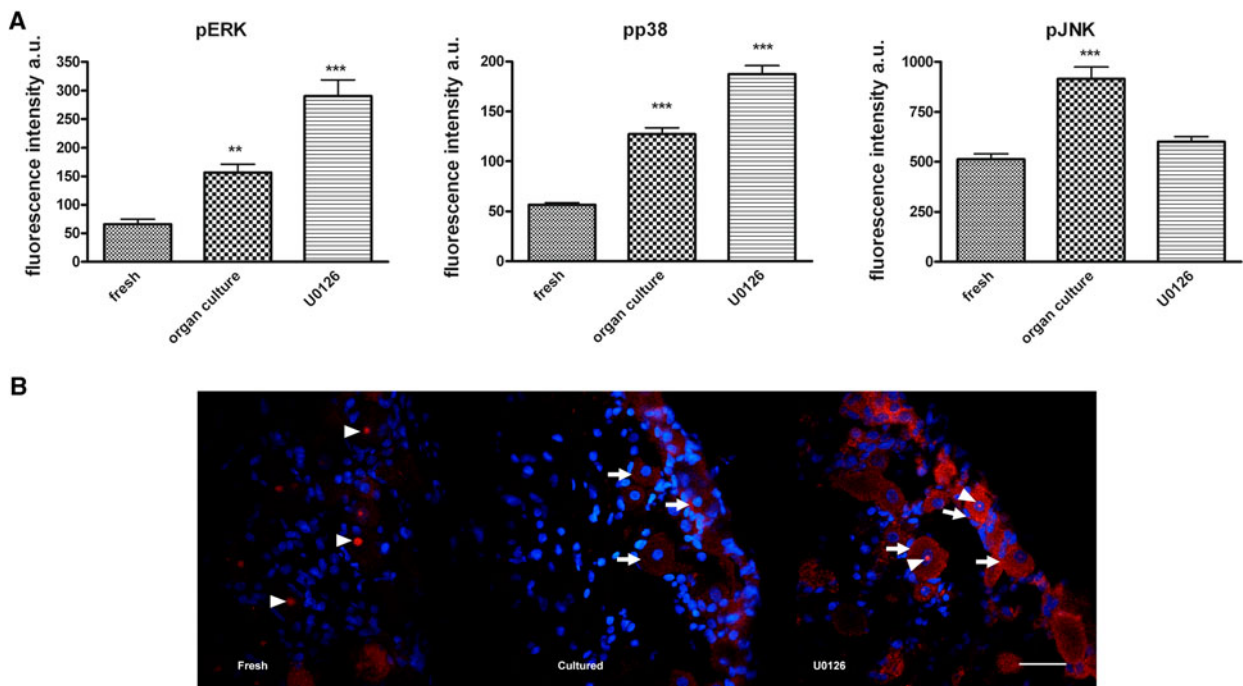 A
pERK
fluorescence intensity a.u.
350
300
250
200
150
100
50
0
**
***
fresh
organ culture
U0126
pp38
fluorescence intensity a.u.
200
150
100
50
0
***
***
fresh
organ culture
U0126
pJNK
fluorescence intensity a.u.
1000
750
500
250
0
***
fresh
organ culture
U0126
B
Fresh
Cultured
U0126